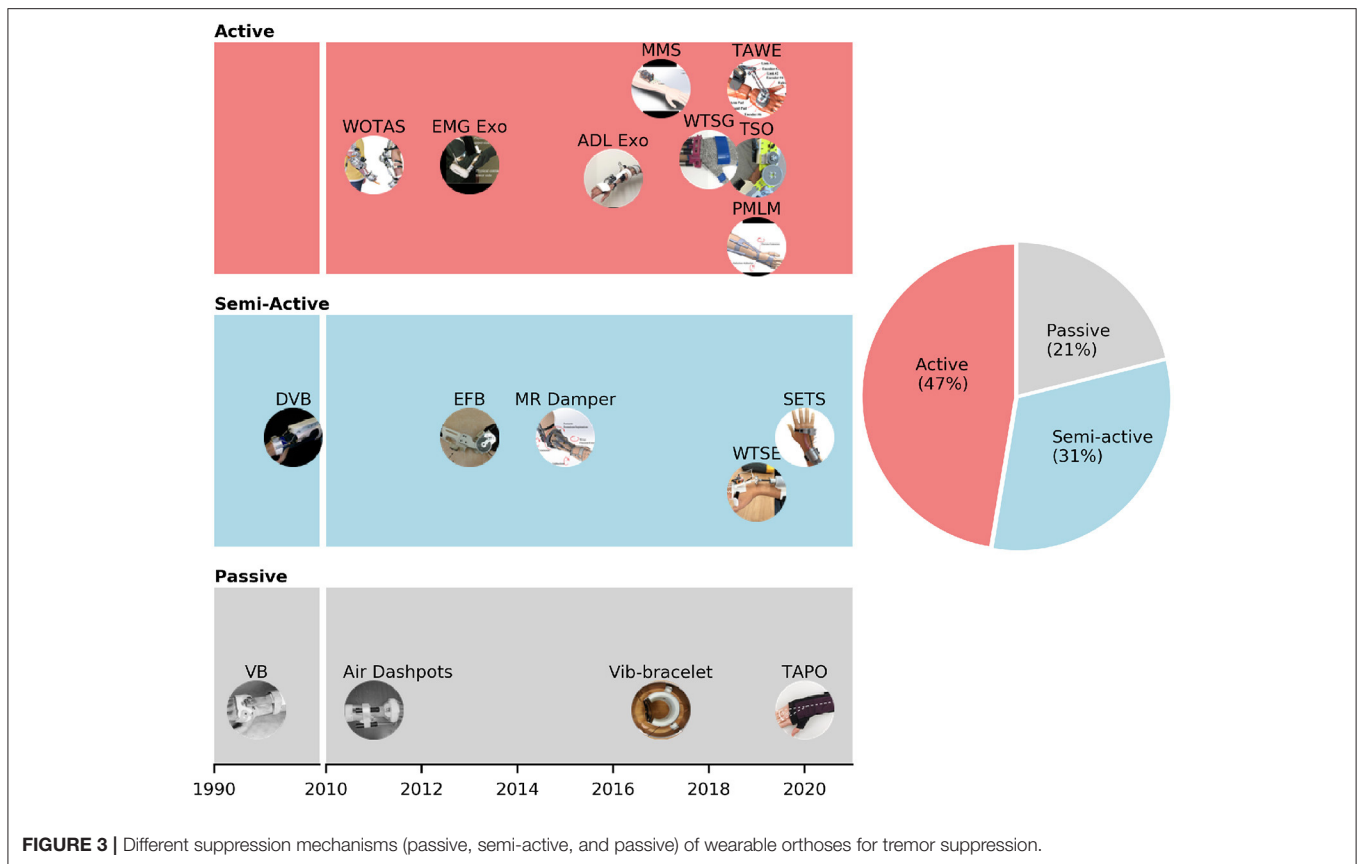 Active
MMS
TAWE
WOTAS
EMG Exo
ADL Exo
WTSG
TSO
PMLM
Semi-Active
DVB
EFB
MR Damper
SETS
WTSE
Passive
VB
Air Dashpots
Vib-bracelet
TAPO
1990
2010
2012
2014
2016
2018
2020
Active
(47%)
Passive
(21%)
Semi-active
(31%)
FIGURE 3 | Different suppression mechanisms (passive, semi-active, and passive) of wearable orthoses for tremor suppression.